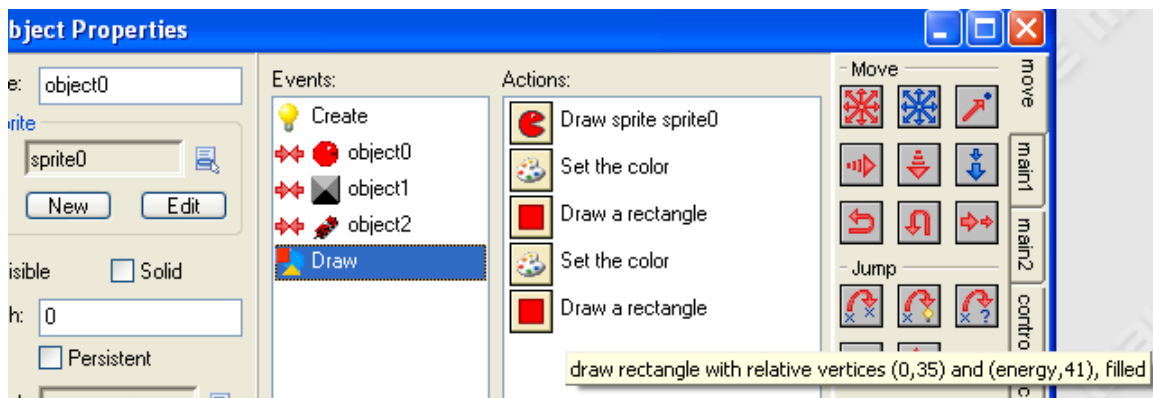 bject Properties
e: object0
rite
sprite0
New Edit
isible Solid
h: 0
Persistent
Events:
Create
object0
object1
object2
Draw
Actions:
Draw sprite sprite0
Set the color
Draw a rectangle
Set the color
Draw a rectangle
draw rectangle with relative vertices (0,35) and (energy,41), filled
Move
Jump
move
main1
main2
contro